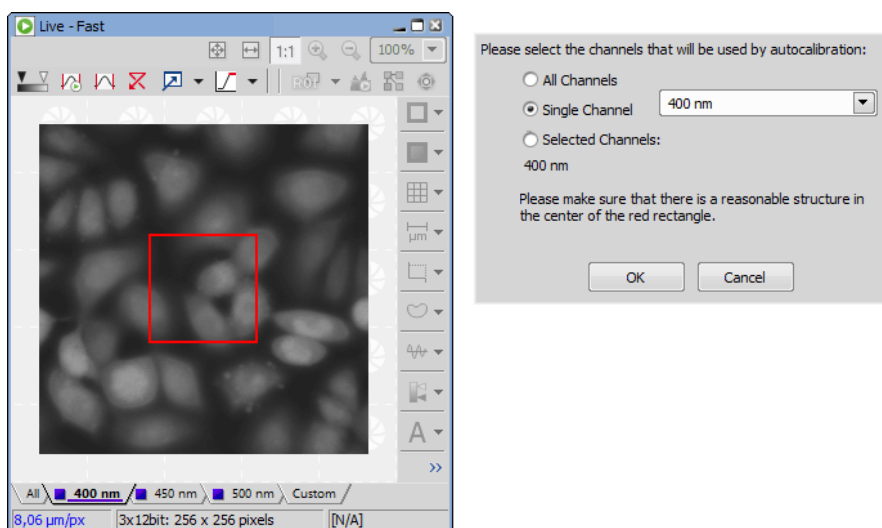 Live - Fast
1:1
100%
ROI
µm
A
»
All
400 nm
450 nm
500 nm
Custom
8,06 µm/px
3x12bit: 256 x 256 pixels
[N/A]
Please select the channels that will be used by autocalibration:
All Channels
Single Channel
400 nm
Selected Channels:
400 nm
Please make sure that there is a reasonable structure in
the center of the red rectangle.
OK
Cancel